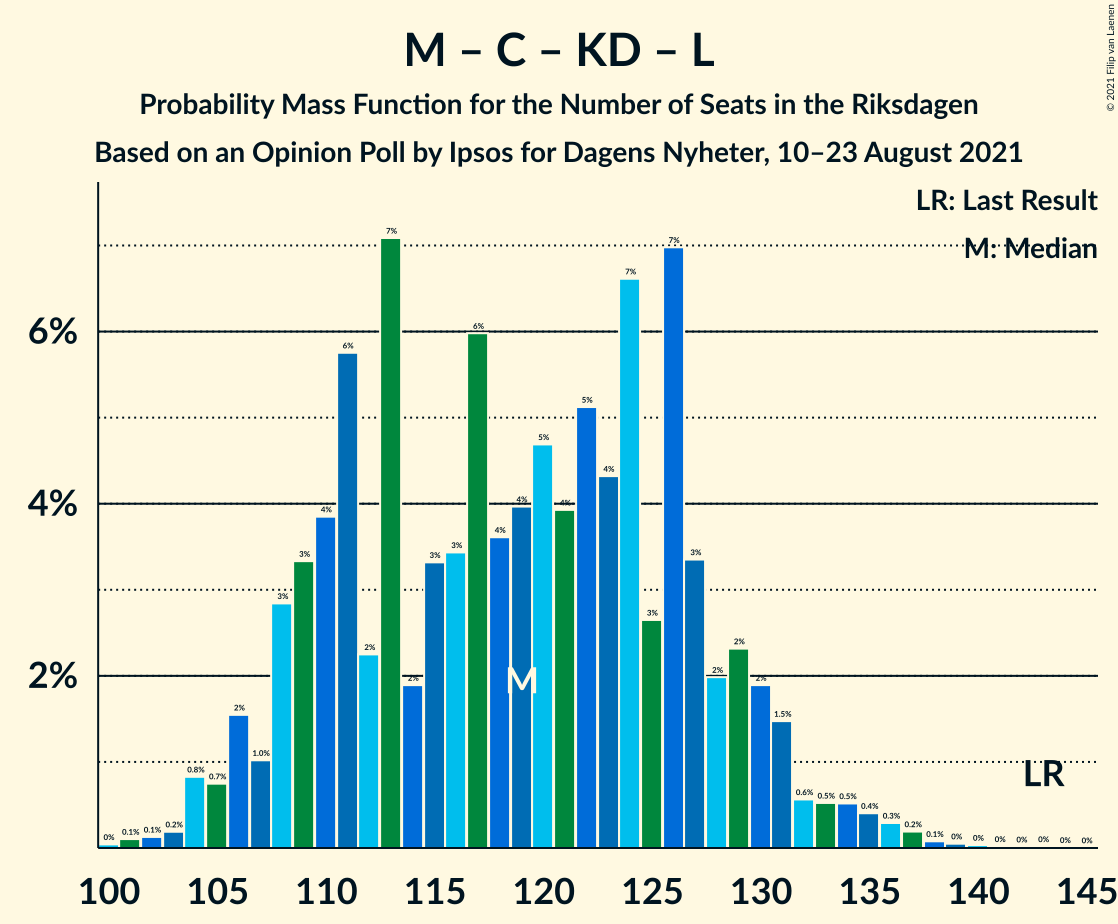 M – C – KD – L
© 2021 Filip van Laenen
Probability Mass Function for the Number of Seats in the Riksdagen
Based on an Opinion Poll by Ipsos for Dagens Nyheter, 10–23 August 2021
LR: Last Result
M: Median
6%
4%
2%
0% 0.1% 0.1% 0.2% 0.8% 0.7% 2% 1.0% 3% 3% 4% 6% 2% 7% 2% 3% 3% 6% 4% 4% 5% 4% 5% 4% 7% 3% 7% 3% 2% 2% 2% 1.5% 0.6% 0.5% 0.5% 0.4% 0.3% 0.2% 0.1% 0% 0% 0% 0% 0% 0% 0%
M
LR
100 105 110 115 120 125 130 135 140 145